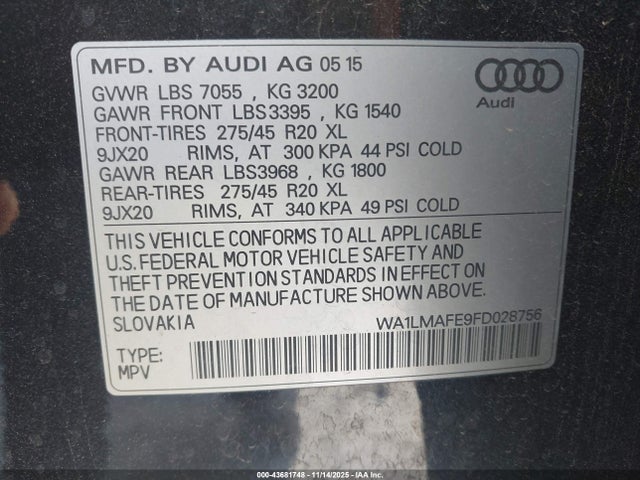 MFD. BY AUDI AG 05 15
GVWR LBS 7055 , KG 3200
GAWR FRONT LBS3395 , KG 1540
FRONT-TIRES 275/45 R20 XL
9JX20 RIMS, AT 300 KPA 44 PSI COLD
GAWR REAR LBS3968 , KG 1800
REAR-TIRES 275/45 R20 XL
9JX20 RIMS, AT 340 KPA 49 PSI COLD
Audi
THIS VEHICLE CONFORMS TO ALL APPLICABLE
U.S. FEDERAL MOTOR VEHICLE SAFETY AND
THEFT PREVENTION STANDARDS IN EFFECT ON
THE DATE OF MANUFACTURE SHOWN ABOVE.
SLOVAKIA WA1LMAFE9FD028756
TYPE:
MPV
000-43681748 - 11/14/2025 - IAA Inc.